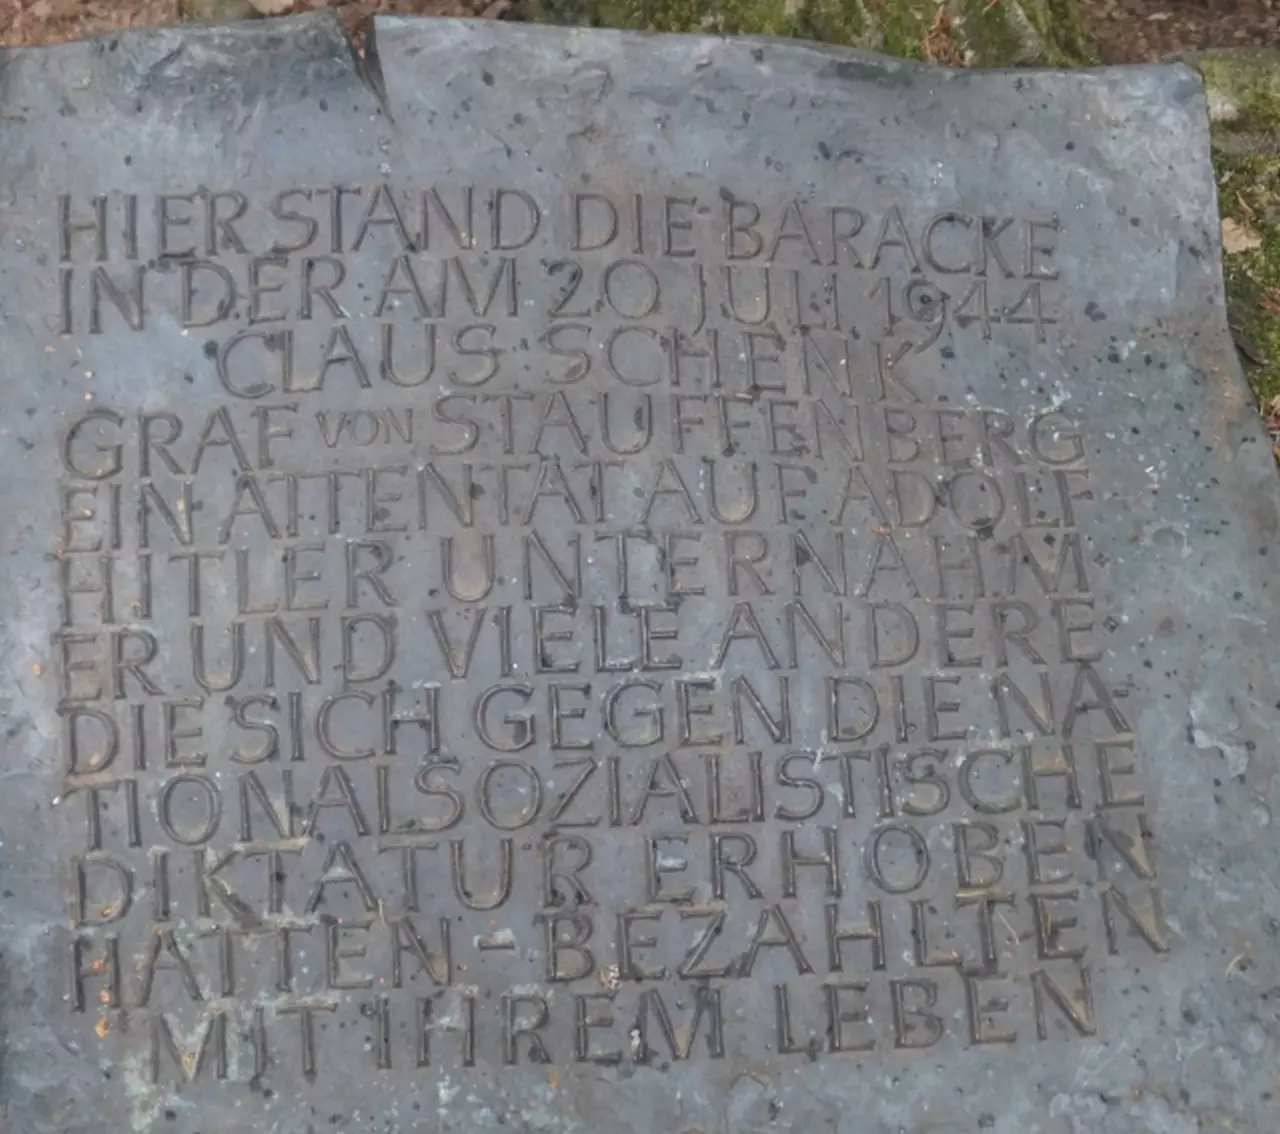 HIER STAND DIE BARACKE
IN DER AM 20 JULI 1944
CLAUS SCHENK
GRAF VON STAUFFENBERG
EIN ATTENTAT AUF ADOLF
HITLER UNTERNAHM·
ER UND VIELE ANDERE·
DIE SICH GEGEN DIE NA-
TIONALSOZIALISTISCHE
DIKTATUR ERHOBEN
HATTEN - BEZAHLTEN
MIT IHREM LEBEN